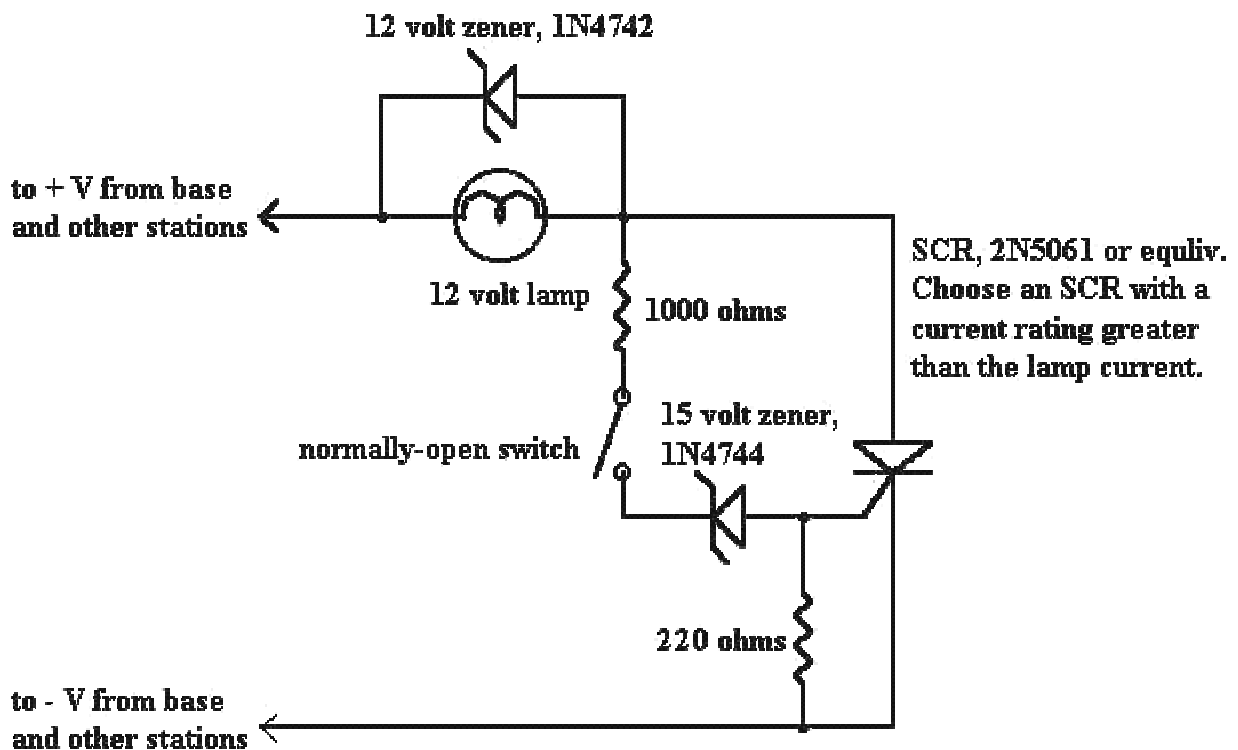 12 volt zener, 1N4742
to + V from base
and other stations
12 volt lamp
1000 ohms
SCR, 2N5061 or equliv.
Choose an SCR with a
current rating greater
than the lamp current.
normally-open switch
15 volt zener,
1N4744
220 ohms
to - V from base
and other stations